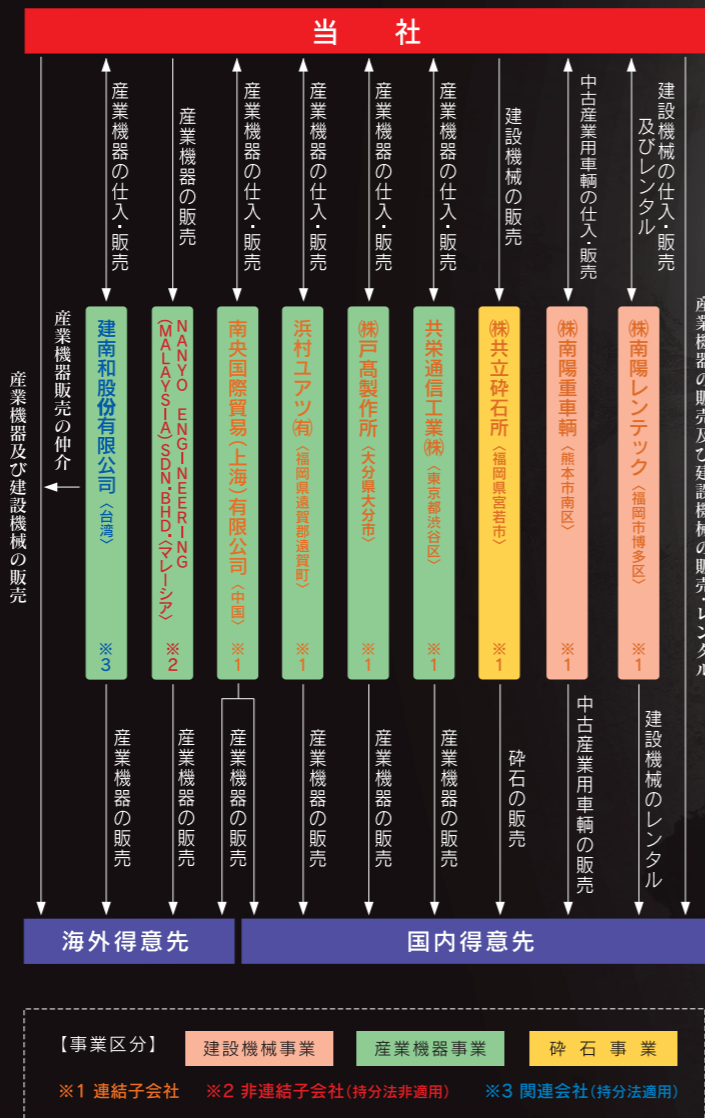 当社
産業機器の仕入・販売
産業機器の販売
産業機器の仕入・販売
産業機器の仕入・販売
産業機器の仕入・販売
産業機器の仕入・販売
建設機械の販売
中古産業用車輌の仕入・販売
建設機械の仕入・販売
及びレンタル
産業機器及び建設機械の販売
産業機器販売の仲介
建南和股份有限公司〈台湾〉
※3
NANYO ENGINEERING
(MALAYSIA)SDN.BHD.〈マレーシア〉
※2
南央国際貿易(上海)有限公司〈中国〉
※1
浜村ユアツ㈲〈福岡県遠賀郡遠賀町〉
※1
㈱戸髙製作所〈大分県大分市〉
※1
共栄通信工業㈱〈東京都渋谷区〉
※1
㈱共立砕石所〈福岡県宮若市〉
※1
㈱南陽重車輌〈熊本市南区〉
※1
㈱南陽レンテック〈福岡市博多区〉
※1
産業機器の販売及び建設機械の販売・レンタル
産業機器の販売
産業機器の販売
産業機器の販売
産業機器の販売
産業機器の販売
産業機器の販売
砕石の販売
中古産業用車輌の販売
建設機械のレンタル
海外得意先
国内得意先
【事業区分】
建設機械事業
産業機器事業
砕石事業
※1 連結子会社
※2 非連結子会社(持分法非適用)
※3 関連会社(持分法適用)